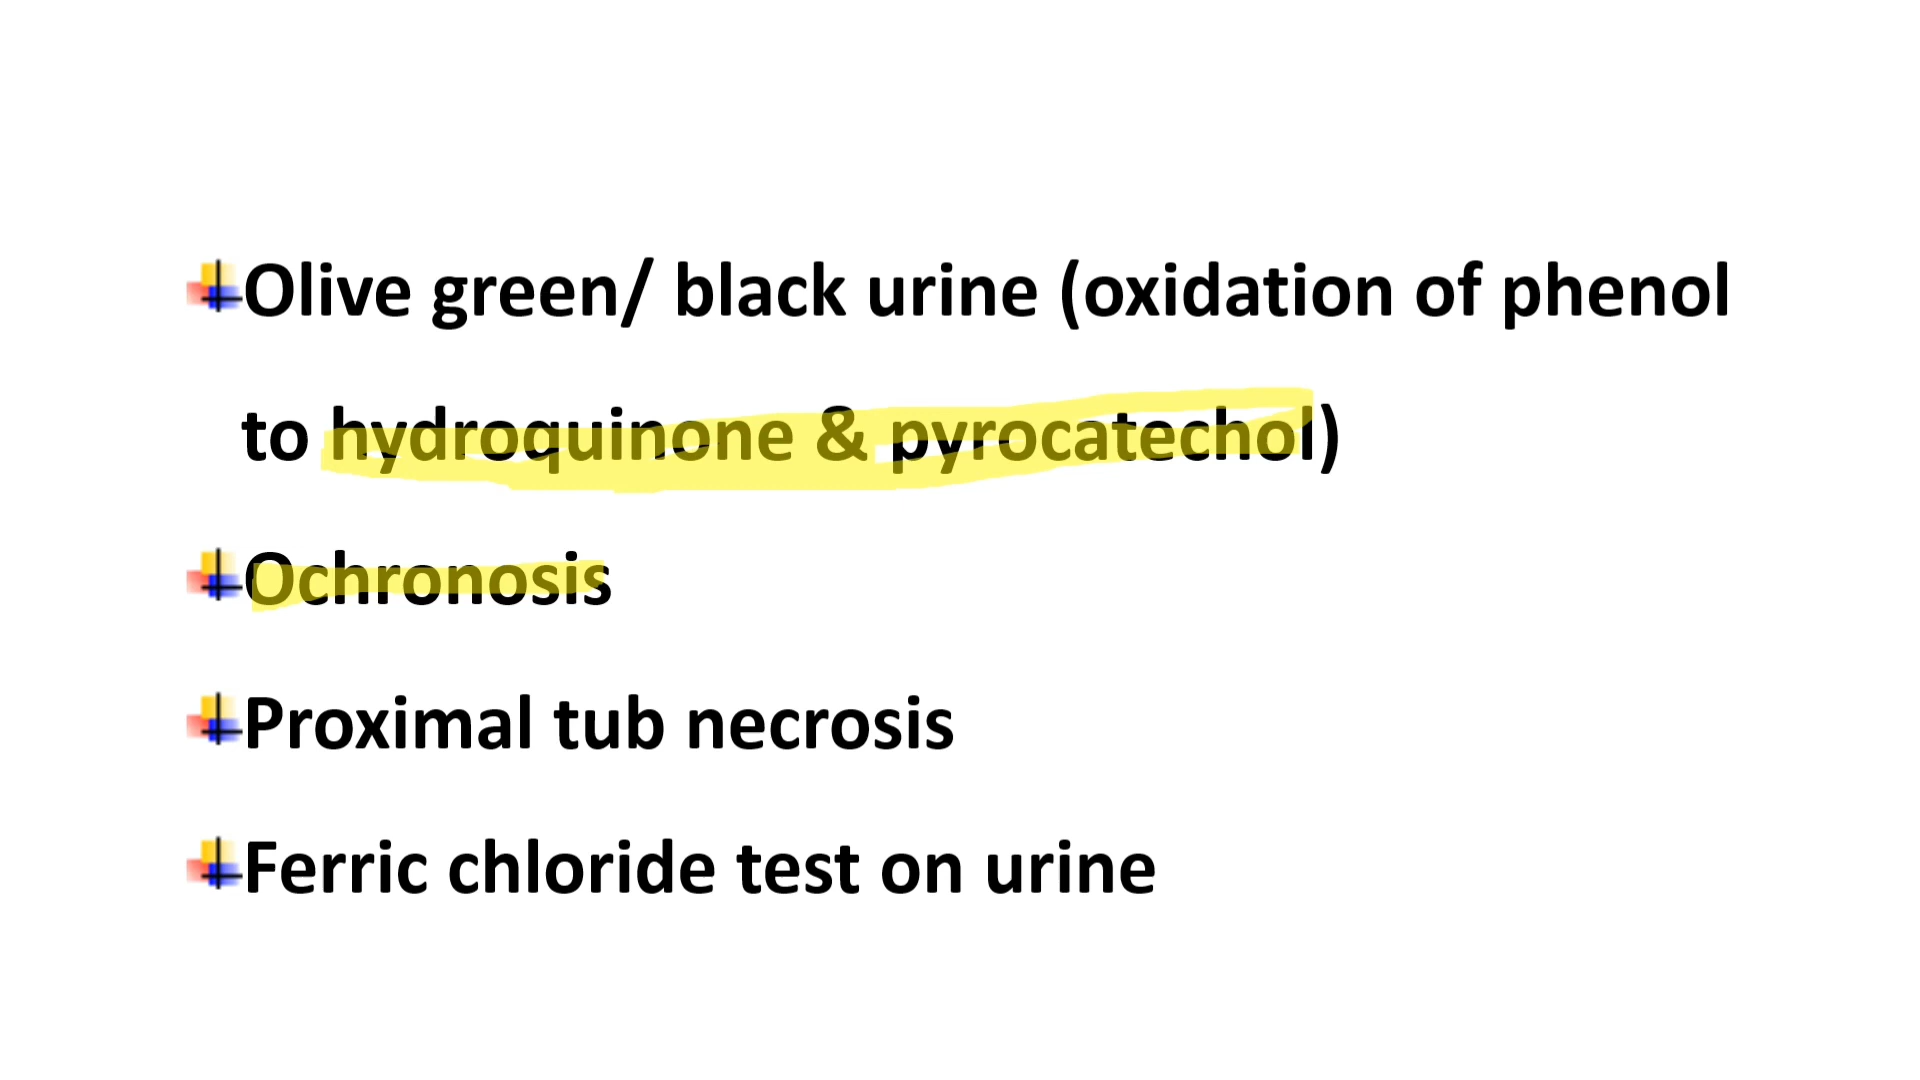 Olive green/ black urine (oxidation of phenol
to hydroquinone & pyrocatechol)
Ochronosis
Proximal tub necrosis
Ferric chloride test on urine